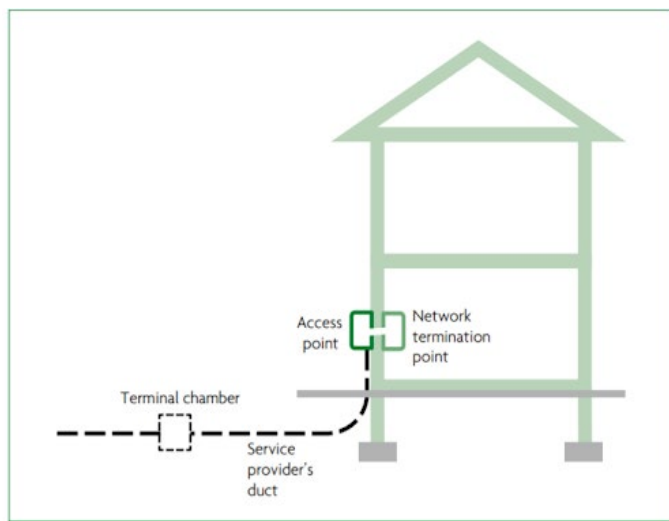 Access
point
Network
termination
point
Terminal chamber
Service
provider's
duct